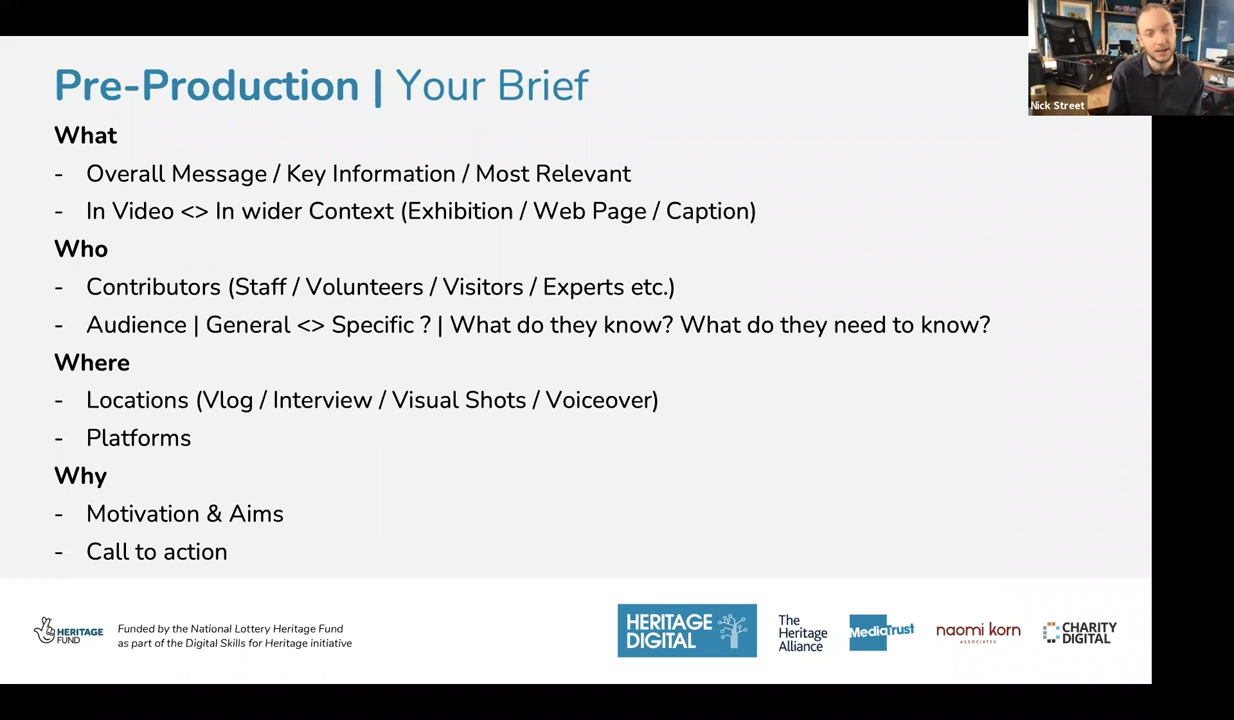 Pre-Production | Your Brief
Nick Street
What
- Overall Message / Key Information / Most Relevant
- In Video <> In wider Context (Exhibition / Web Page / Caption)
Who
- Contributors (Staff / Volunteers / Visitors / Experts etc.)
- Audience | General <> Specific ? | What do they know? What do they need to know?
Where
- Locations (Vlog / Interview / Visual Shots / Voiceover)
- Platforms
Why
- Motivation & Aims
- Call to action
HERITAGE
FUND
Funded by the National Lottery Heritage Fund
as part of the Digital Skills for Heritage initiative
HERITAGE
DIGITAL
The
Heritage
Alliance
MediaTrust
naomi korn
ASSOCIATES
CHARITY
DIGITAL